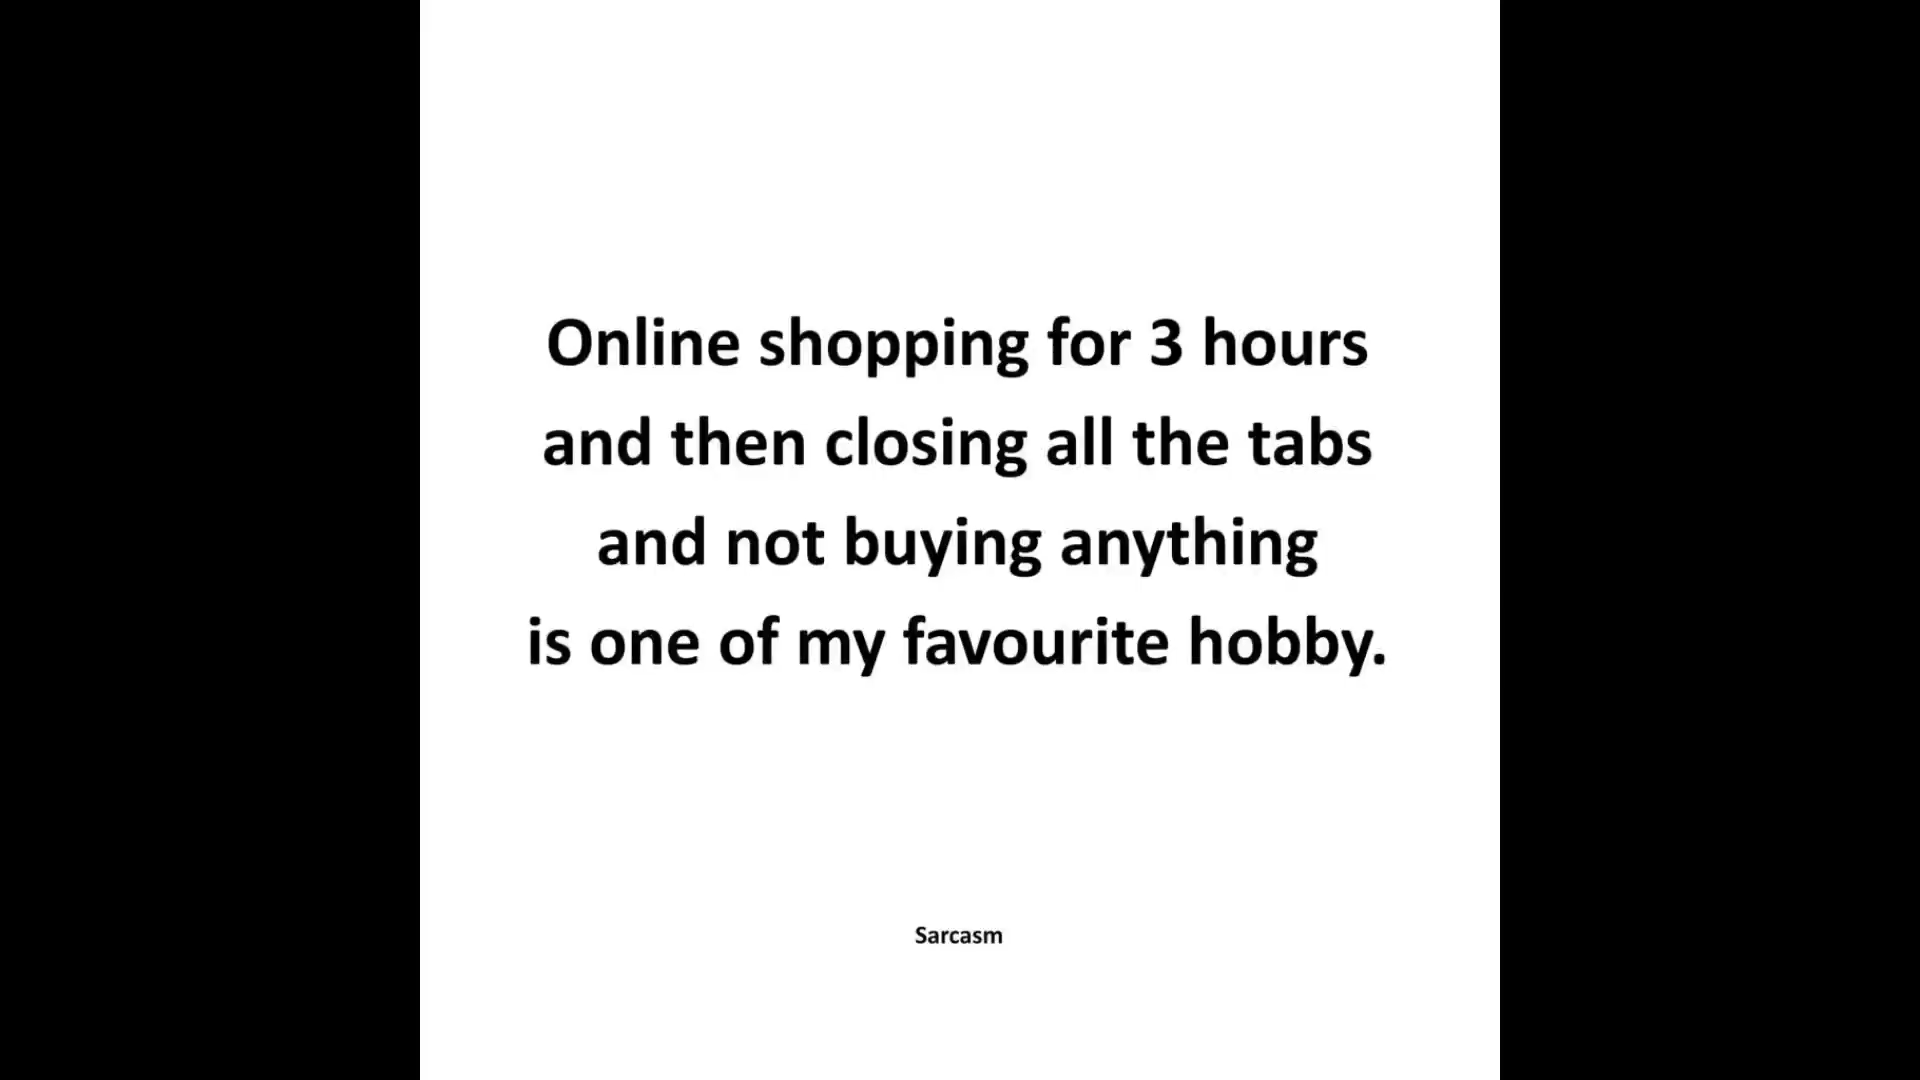 Online shopping for 3 hours
and then closing all the tabs
and not buying anything
is one of my favourite hobby.
Sarcasm